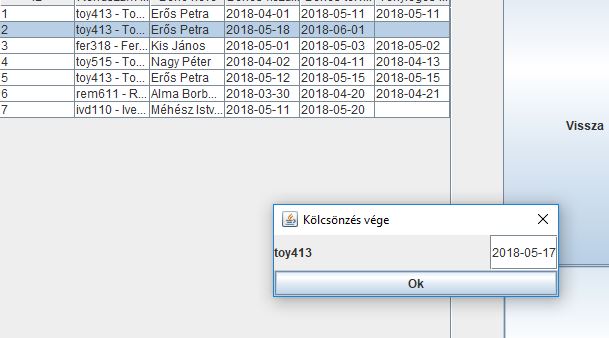 1 toy413 - To... Erős Petra 2018-04-01 2018-05-11 2018-05-11
2 toy413 - To... Erős Petra 2018-05-18 2018-06-01
3 fer318 - Fer... Kis János 2018-05-01 2018-05-03 2018-05-02
4 toy515 - To... Nagy Péter 2018-04-02 2018-04-11 2018-04-13
5 toy413 - To... Erős Petra 2018-05-12 2018-05-15 2018-05-15
6 rem611 - R... Alma Borb... 2018-03-30 2018-04-20 2018-04-21
7 ivd110 - Ive... Méhész Istv... 2018-05-11 2018-05-20
Vissza
Kölcsönzés vége
toy413 2018-05-17
Ok